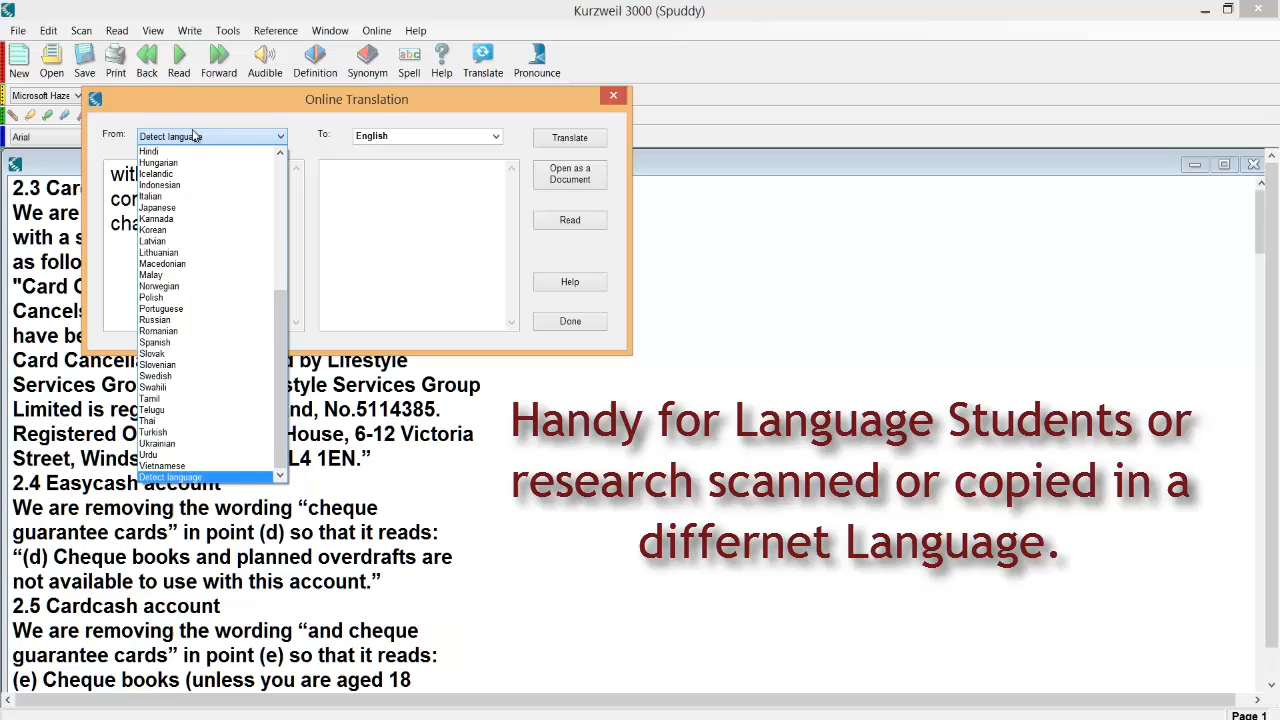 Kurzweil 3000 (Spuddy)
File Edit Scan Read View Write Tools Reference Window Online Help
New Open Save Print Back Read Forward Audible Definition Synonym Spell Help Translate Pronounce
Microsoft Haze
Arial
Online Translation
From: Detect language To: English Translate
Open as a
Document
Read
Help
Done
Hindi
Hungarian
Icelandic
Indonesian
Italian
Japanese
Kannada
Korean
Latvian
Lithuanian
Macedonian
Malay
Norwegian
Polish
Portuguese
Russian
Romanian
Spanish
Slovak
Slovenian
Swedish
Swahili
Tamil
Telugu
Thai
Turkish
Ukrainian
Urdu
Vietnamese
Detect language
2.3
We are
with a
as follo
"Card
Cancels
have be
Card Cancella d by Lifestyle
Services Gro style Services Group
Limited is reg nd, No.5114385.
Registered O House, 6-12 Victoria
Street, Winds L4 1EN.”
2.4 Easycash account
We are removing the wording “cheque
guarantee cards” in point (d) so that it reads:
“(d) Cheque books and planned overdrafts are
not available to use with this account.”
2.5 Cardcash account
We are removing the wording “and cheque
guarantee cards” in point (e) so that it reads:
(e) Cheque books (unless you are aged 18
Handy for Language Students or
research scanned or copied in a
differnet Language.
Page 1